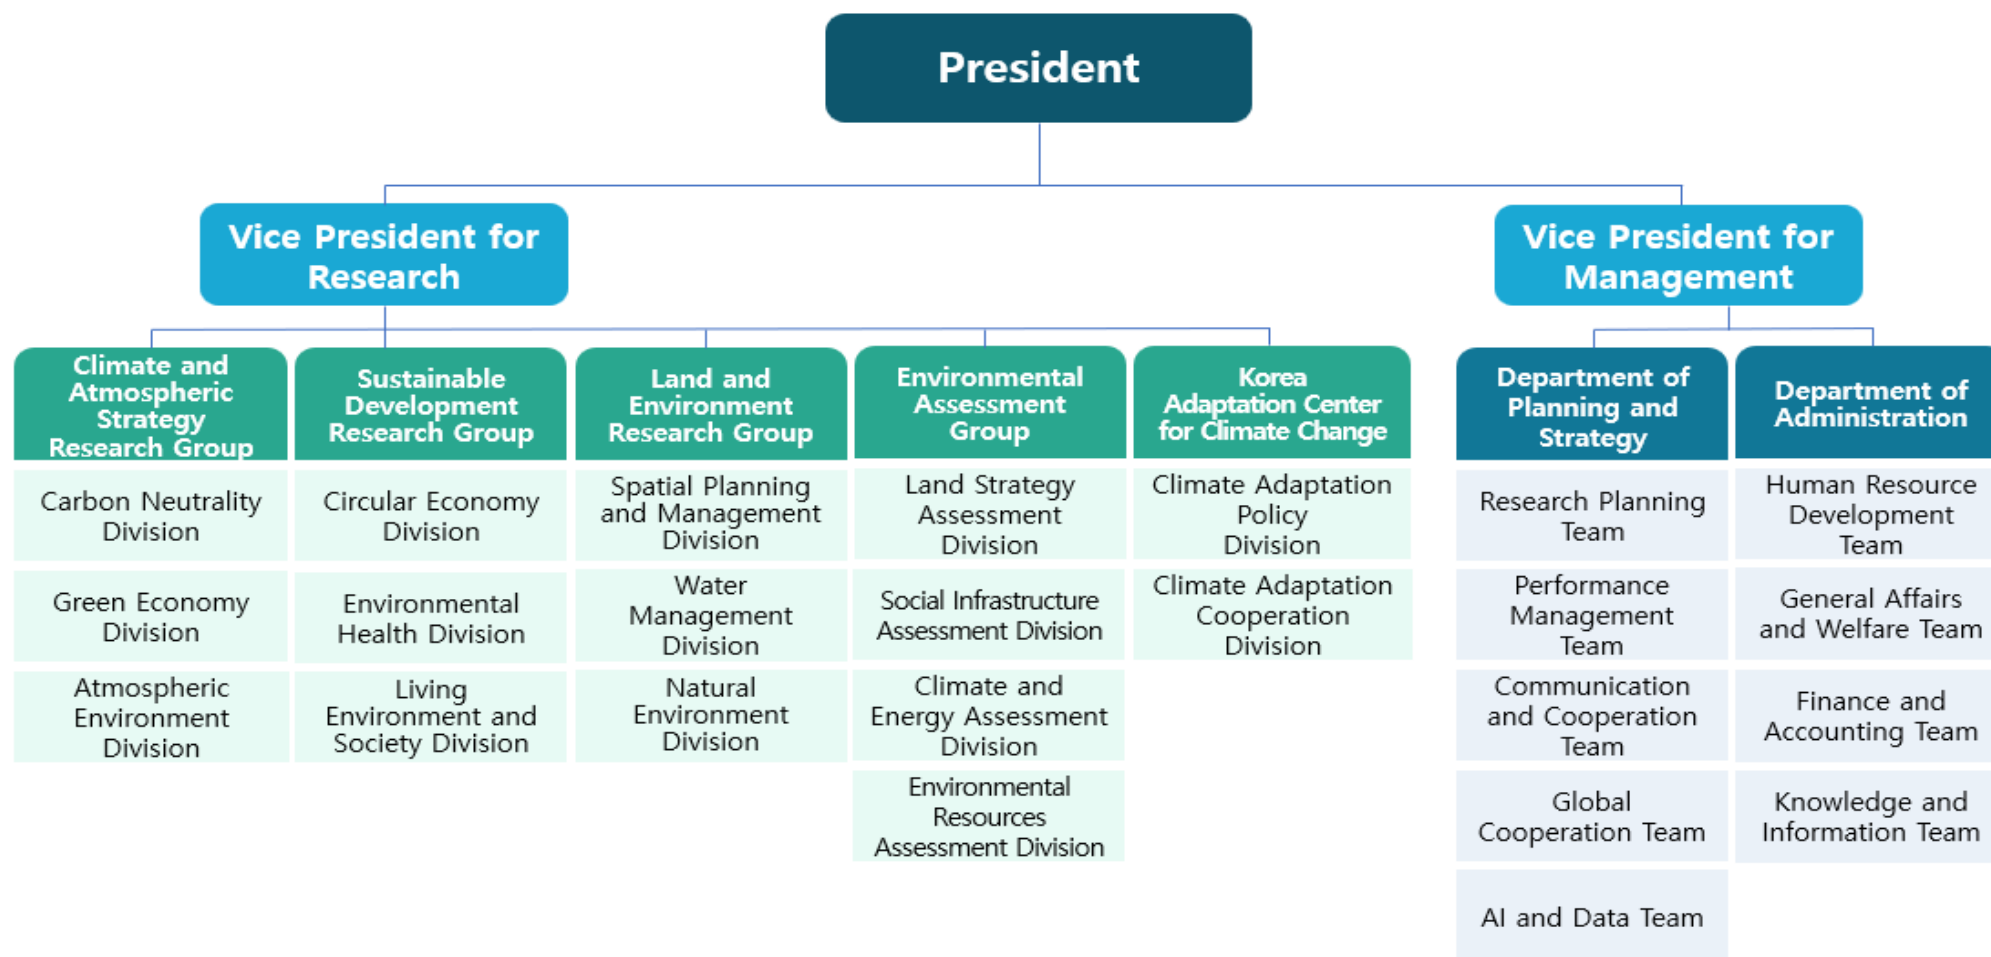 President
Vice President for
Research
Vice President for
Management
Climate and
Atmospheric
Strategy
Research Group
Sustainable
Development
Research Group
Land and
Environment
Research Group
Environmental
Assessment
Group
Korea
Adaptation Center
for Climate Change
Department of
Planning and
Strategy
Department of
Administration
Carbon Neutrality
Division
Green Economy
Division
Atmospheric
Environment
Division
Circular Economy
Division
Environmental
Health Division
Living
Environment and
Society Division
Spatial Planning
and Management
Division
Water
Management
Division
Natural
Environment
Division
Land Strategy
Assessment
Division
Social Infrastructure
Assessment Division
Climate and
Energy Assessment
Division
Environmental
Resources
Assessment Division
Climate Adaptation
Policy
Division
Climate Adaptation
Cooperation
Division
Research Planning
Team
Performance
Management
Team
Communication
and Cooperation
Team
Global
Cooperation Team
AI and Data Team
Human Resource
Development
Team
General Affairs
and Welfare Team
Finance and
Accounting Team
Knowledge and
Information Team